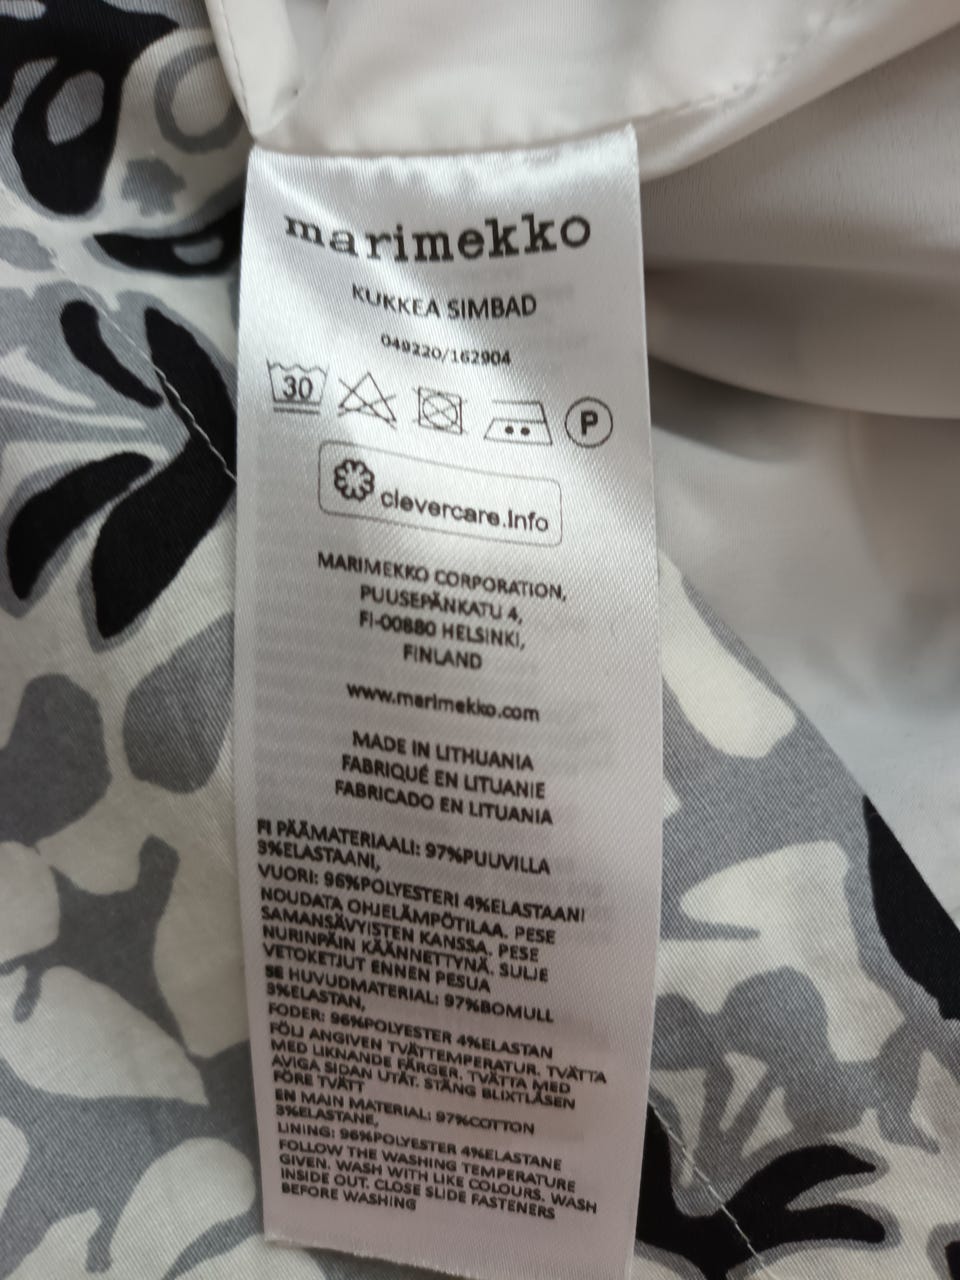 marimekko
KUKKEA SIMBAD
049220/162904
30
P
clevercare.info
MARIMEKKO CORPORATION,
PUUSEPÄNKATU 4,
FI-00880 HELSINKI,
FINLAND
www.marimekko.com
MADE IN LITHUANIA
FABRIQUÉ EN LITUANIE
FABRICADO EN LITUANIA
FI PÄÄMATERIAALI: 97%PUUVILLA
3%ELASTAANI,
VUORI: 96%POLYESTERI 4%ELASTAANI
NOUDATA OHJELÄMPÖTILAA. PESE
SAMANSÄVYISTEN KANSSA. PESE
NURINPÄIN KÄÄNNETTYNÄ. SULJE
VETOKETJUT ENNEN PESUA
SE HUVUDMATERIAL: 97%BOMULL
3%ELASTAN,
FODER: 96%POLYESTER 4%ELASTAN
FÖLJ ANGIVEN TVÄTTEMPERATUR. TVÄTTA
MED LIKNANDE FÄRGER. TVÄTTA MED
AVIGA SIDAN UTÅT. STÄNG BLIXTLÅSEN
FÖRE TVÄTT
EN MAIN MATERIAL: 97%COTTON
3%ELASTANE,
LINING: 96%POLYESTER 4%ELASTANE
FOLLOW THE WASHING TEMPERATURE
GIVEN. WASH WITH LIKE COLOURS. WASH
INSIDE OUT. CLOSE SLIDE FASTENERS
BEFORE WASHING